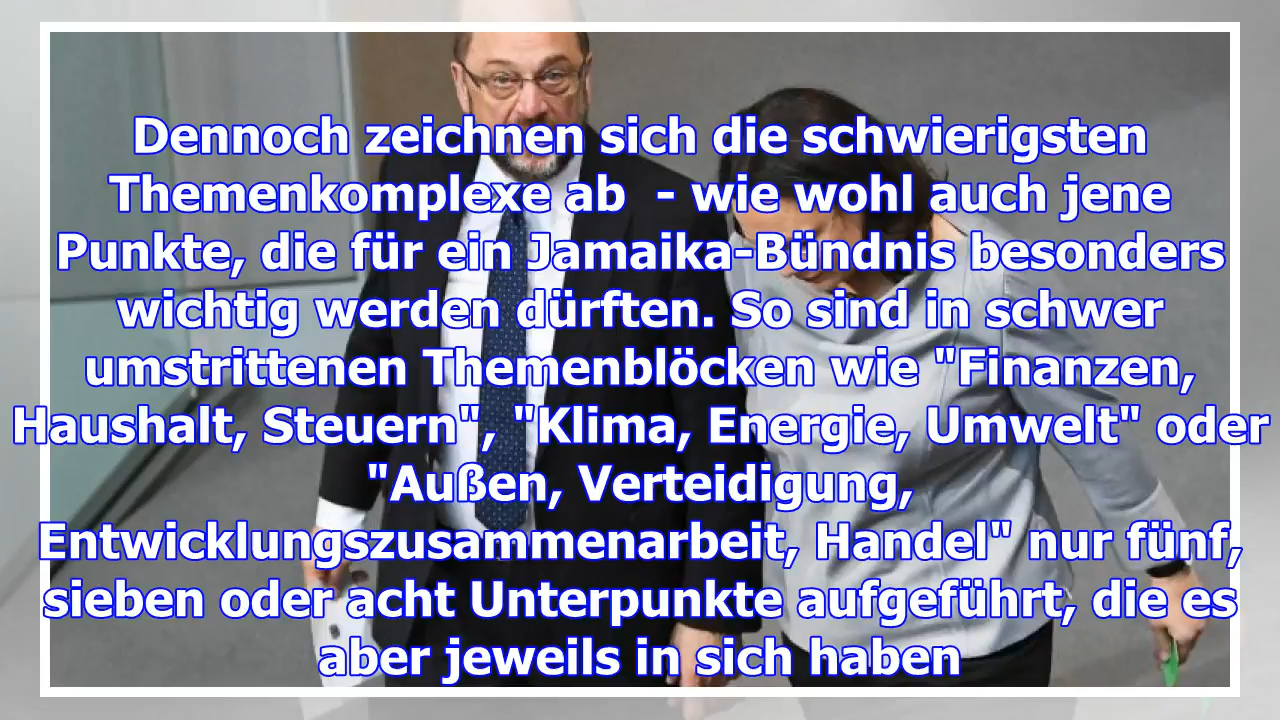 Dennoch zeichnen sich die schwierigsten
Themenkomplexe ab  - wie wohl auch jene
Punkte, die für ein Jamaika-Bündnis besonders
wichtig werden dürften. So sind in schwer
umstrittenen Themenblöcken wie "Finanzen,
Haushalt, Steuern", "Klima, Energie, Umwelt" oder
"Außen, Verteidigung,
Entwicklungszusammenarbeit, Handel" nur fünf,
sieben oder acht Unterpunkte aufgeführt, die es
aber jeweils in sich haben